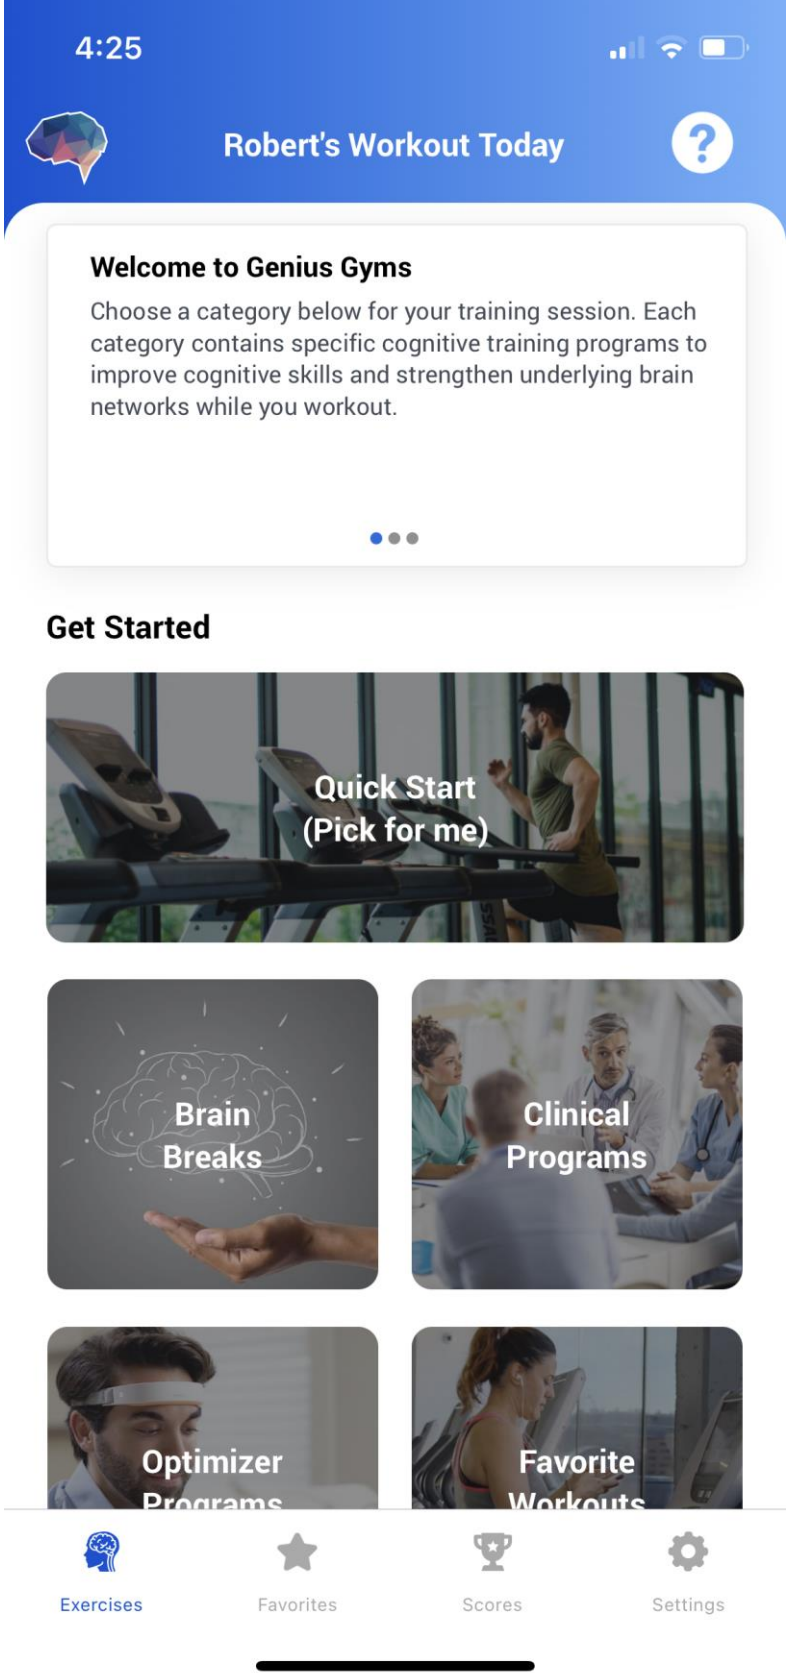 4:25
Robert's Workout Today
?
Welcome to Genius Gyms
Choose a category below for your training session. Each
category contains specific cognitive training programs to
improve cognitive skills and strengthen underlying brain
networks while you workout.
Get Started
Quick Start
(Pick for me)
Brain
Breaks
Clinical
Programs
Optimizer
Programs
Favorite
Workouts
Exercises
Favorites
Scores
Settings